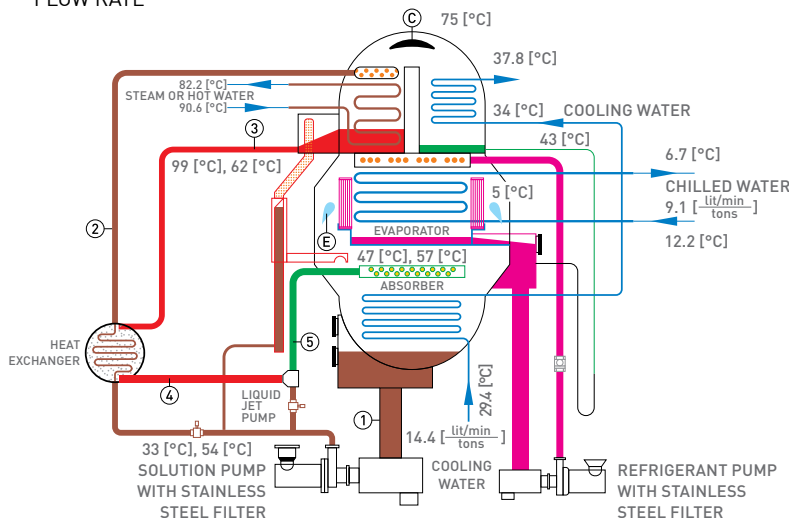 FLOW RATE
C
75 [°C]
37.8 [°C]
82.2 [°C]
STEAM OR HOT WATER
90.6 [°C]
34 [°C]
COOLING WATER
3
43 [°C]
99 [°C], 62 [°C]
6.7 [°C]
CHILLED WATER
5 [°C]
9.1 [lit/min
tons]
2
E
EVAPORATOR
12.2 [°C]
47 [°C], 57 [°C]
ABSORBER
HEAT
EXCHANGER
5
4
LIQUID
JET
PUMP
1
29.4 [°C]
14.4 [lit/min
tons]
33 [°C], 54 [°C]
SOLUTION PUMP
WITH STAINLESS
STEEL FILTER
COOLING
WATER
REFRIGERANT PUMP
WITH STAINLESS
STEEL FILTER